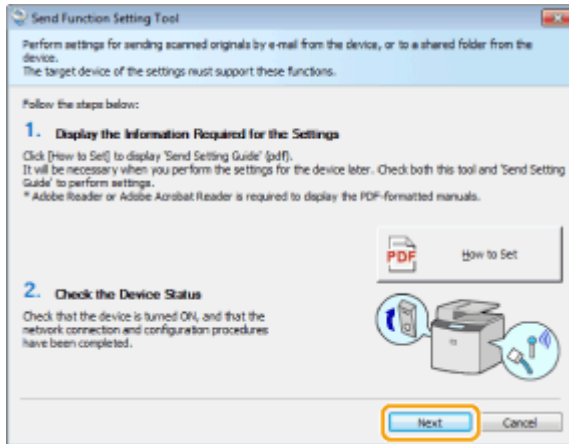 Send Function Setting Tool
Perform settings for sending scanned originals by e-mail from the device, or to a shared folder from the
device.
The target device of the settings must support these functions.
Follow the steps below:
1. Display the Information Required for the Settings
Click [How to Set] to display 'Send Setting Guide' (pdf).
It will be necessary when you perform the settings for the device later. Check both this tool and 'Send Setting
Guide' to perform settings.
* Adobe Reader or Adobe Acrobat Reader is required to display the PDF-formatted manuals.
PDF How to Set
2. Check the Device Status
Check that the device is turned ON, and that the
network connection and configuration procedures
have been completed.
Next Cancel